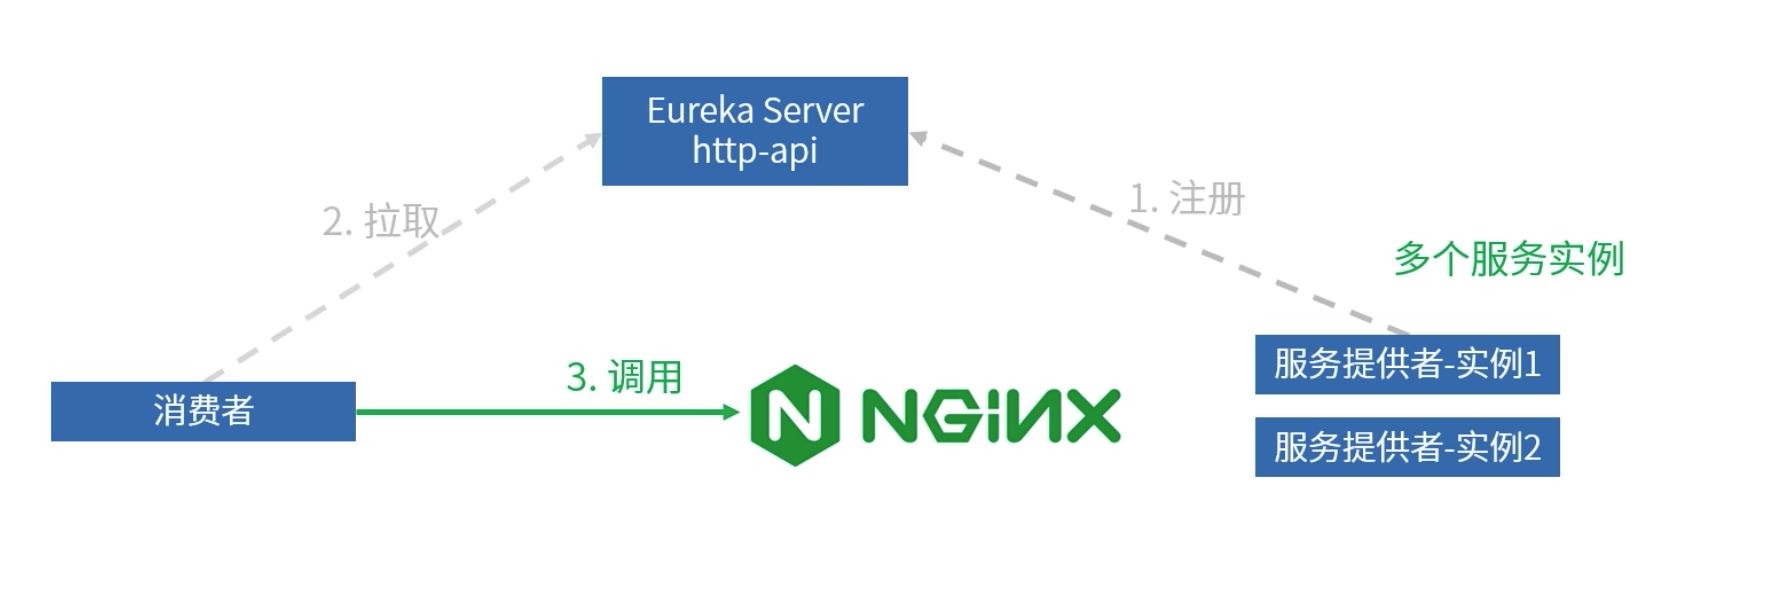 Eureka Server
http-api
2. 拉取
1. 注册
多个服务实例
3. 调用
消费者
NGINX
服务提供者-实例1
服务提供者-实例2